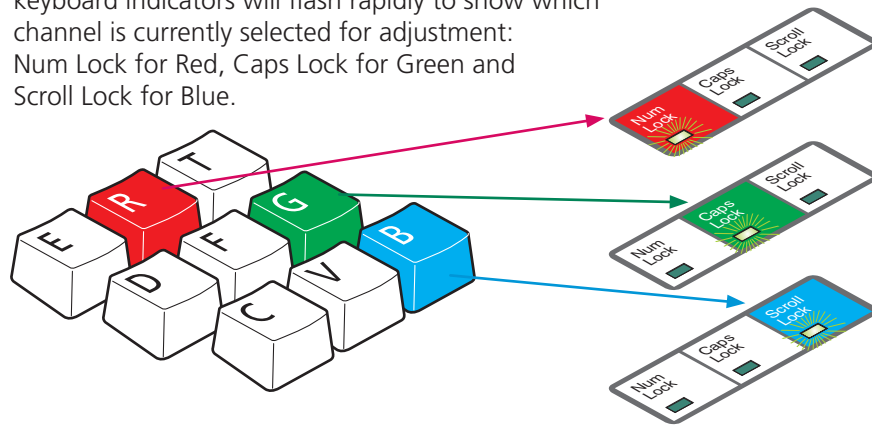 keyboard indicators will flash rapidly to show which
channel is currently selected for adjustment:
Num Lock for Red, Caps Lock for Green and
Scroll Lock for Blue.
E
R
T
D
F
G
C
V
B
Num
Lock
Caps
Lock
Scroll
Lock
Num
Lock
Caps
Lock
Scroll
Lock
Num
Lock
Caps
Lock
Scroll
Lock